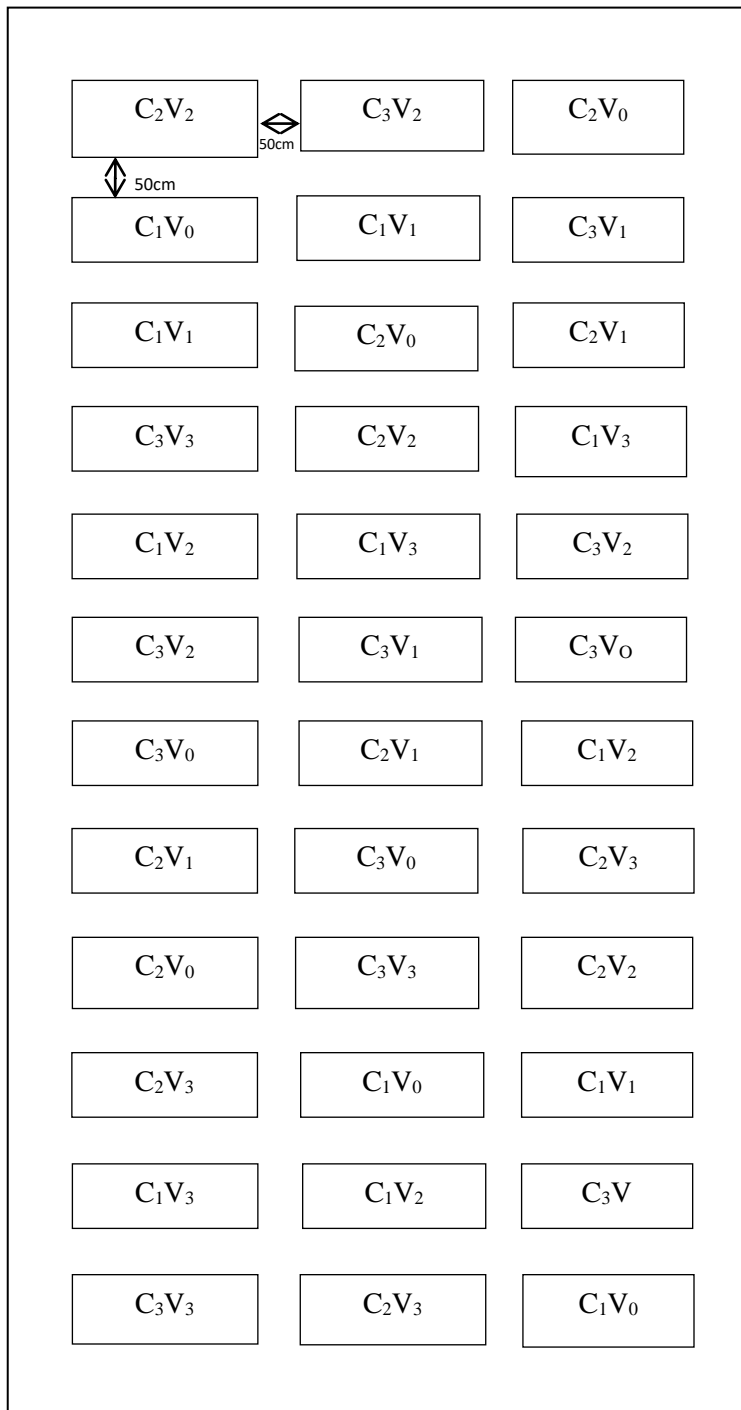 C₂V₂ C₃V₂ C₂V₀
50cm
50cm
C₁V₀ C₁V₁ C₃V₁
C₁V₁ C₂V₀ C₂V₁
C₃V₃ C₂V₂ C₁V₃
C₁V₂ C₁V₃ C₃V₂
C₃V₂ C₃V₁ C₃V_O
C₃V₀ C₂V₁ C₁V₂
C₂V₁ C₃V₀ C₂V₃
C₂V₀ C₃V₃ C₂V₂
C₂V₃ C₁V₀ C₁V₁
C₁V₃ C₁V₂ C₃V
C₃V₃ C₂V₃ C₁V₀